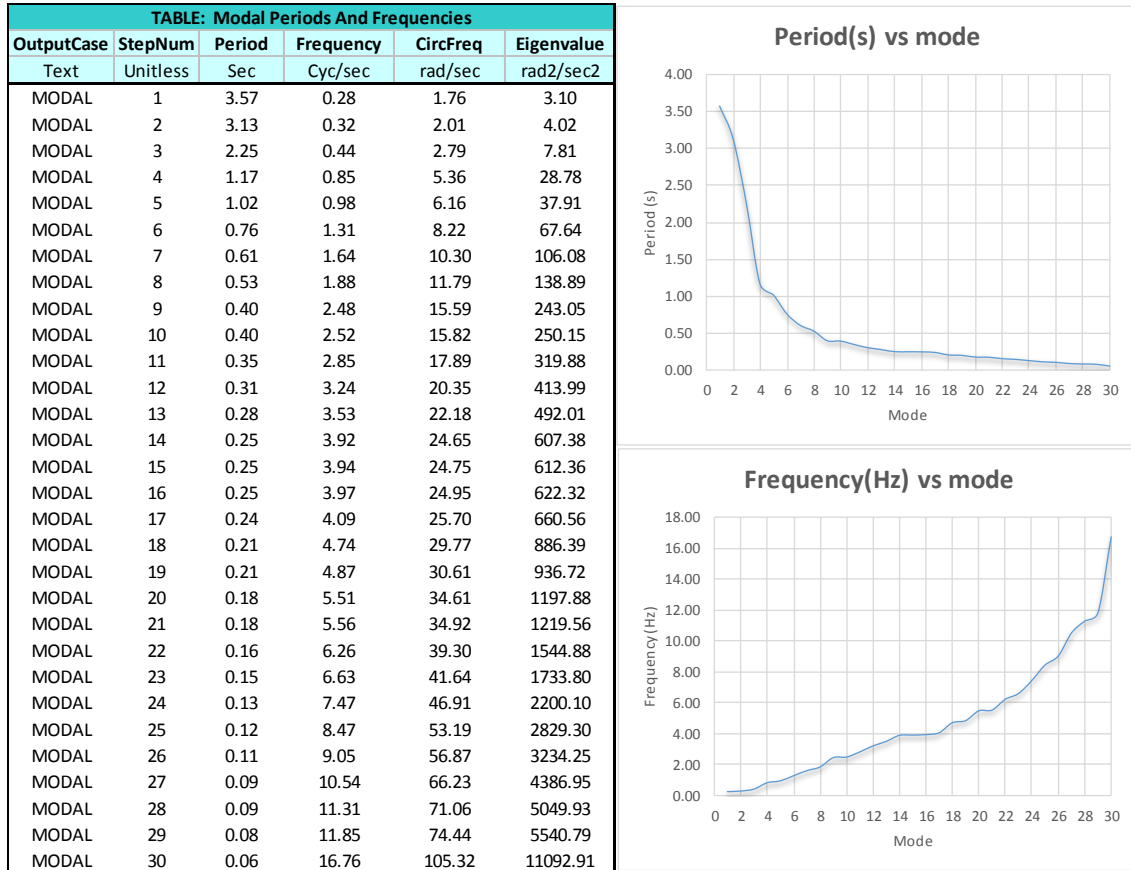 TABLE: Modal Periods And Frequencies
OutputCase StepNum Period Frequency CircFreq Eigenvalue
Text Unitless Sec Cyc/sec rad/sec rad2/sec2
MODAL 1 3.57 0.28 1.76 3.10
MODAL 2 3.13 0.32 2.01 4.02
MODAL 3 2.25 0.44 2.79 7.81
MODAL 4 1.17 0.85 5.36 28.78
MODAL 5 1.02 0.98 6.16 37.91
MODAL 6 0.76 1.31 8.22 67.64
MODAL 7 0.61 1.64 10.30 106.08
MODAL 8 0.53 1.88 11.79 138.89
MODAL 9 0.40 2.48 15.59 243.05
MODAL 10 0.40 2.52 15.82 250.15
MODAL 11 0.35 2.85 17.89 319.88
MODAL 12 0.31 3.24 20.35 413.99
MODAL 13 0.28 3.53 22.18 492.01
MODAL 14 0.25 3.92 24.65 607.38
MODAL 15 0.25 3.94 24.75 612.36
MODAL 16 0.25 3.97 24.95 622.32
MODAL 17 0.24 4.09 25.70 660.56
MODAL 18 0.21 4.74 29.77 886.39
MODAL 19 0.21 4.87 30.61 936.72
MODAL 20 0.18 5.51 34.61 1197.88
MODAL 21 0.18 5.56 34.92 1219.56
MODAL 22 0.16 6.26 39.30 1544.88
MODAL 23 0.15 6.63 41.64 1733.80
MODAL 24 0.13 7.47 46.91 2200.10
MODAL 25 0.12 8.47 53.19 2829.30
MODAL 26 0.11 9.05 56.87 3234.25
MODAL 27 0.09 10.54 66.23 4386.95
MODAL 28 0.09 11.31 71.06 5049.93
MODAL 29 0.08 11.85 74.44 5540.79
MODAL 30 0.06 16.76 105.32 11092.91
Period(s) vs mode
4.00
3.50
3.00
2.50
2.00
1.50
1.00
0.50
0.00
Period (s)
0 2 4 6 8 10 12 14 16 18 20 22 24 26 28 30
Mode
Frequency(Hz) vs mode
18.00
16.00
14.00
12.00
10.00
8.00
6.00
4.00
2.00
0.00
Frequency (Hz)
0 2 4 6 8 10 12 14 16 18 20 22 24 26 28 30
Mode